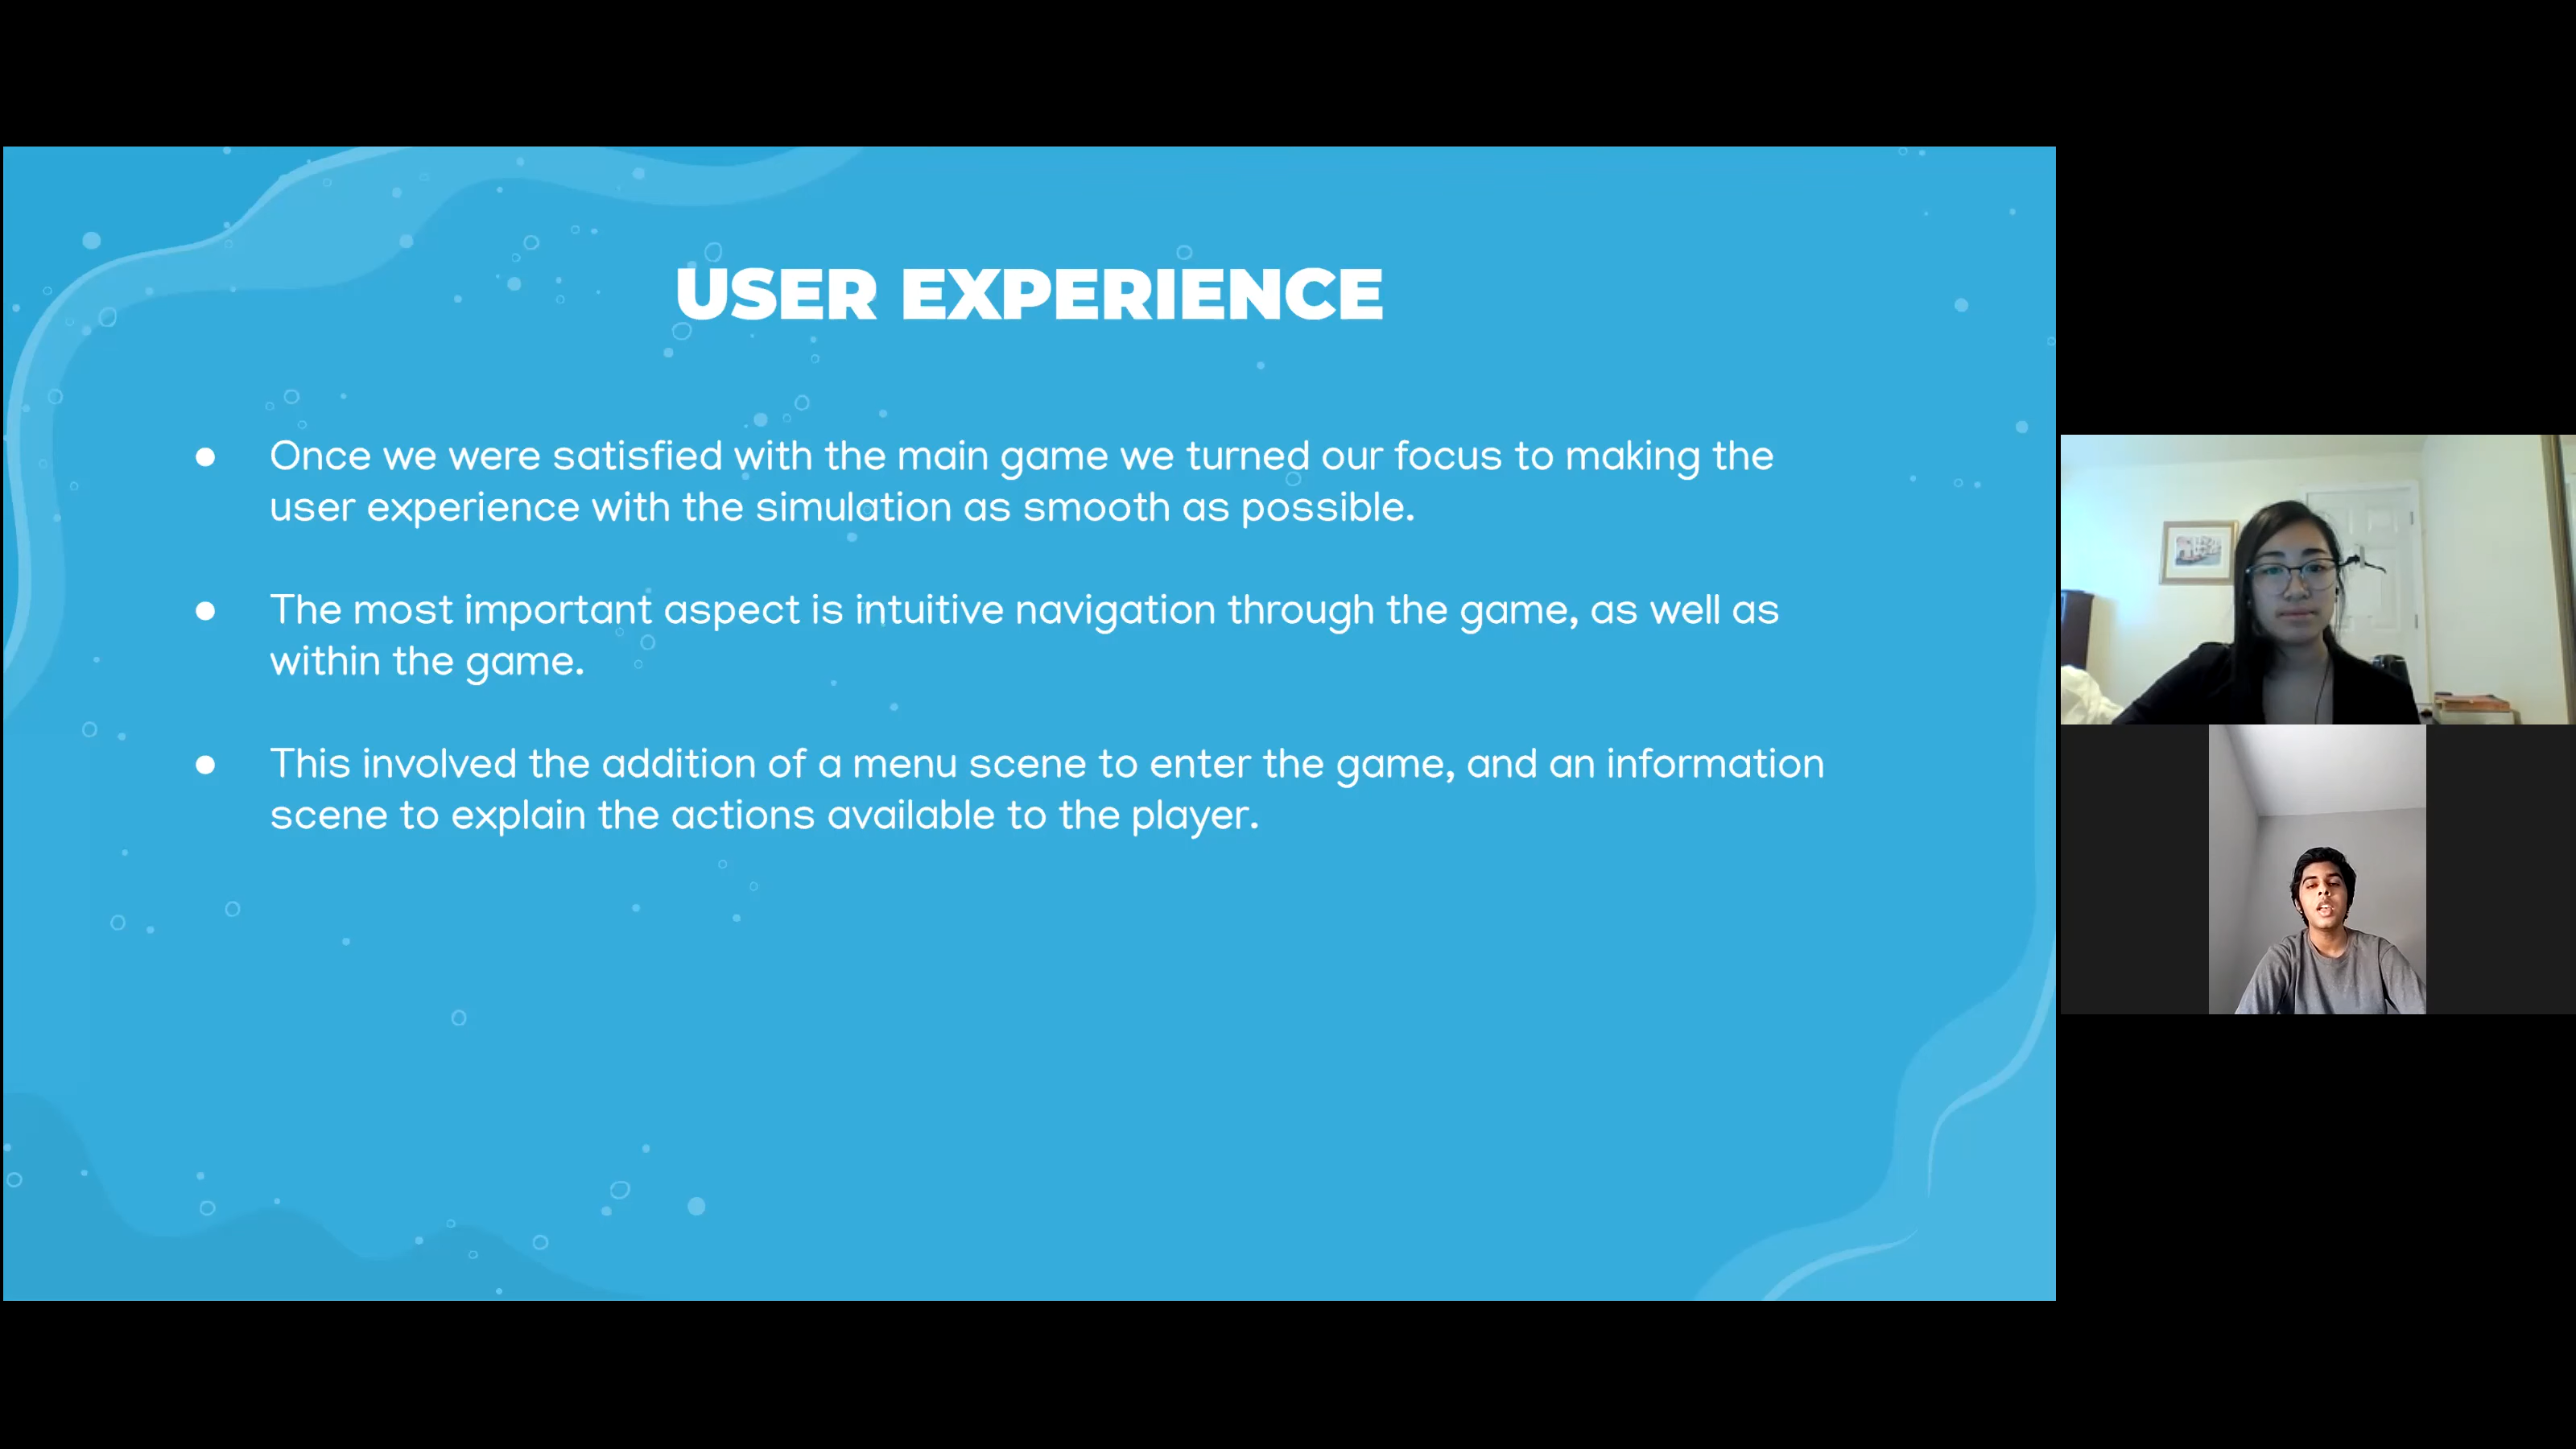 USER EXPERIENCE
● Once we were satisfied with the main game we turned our focus to making the
user experience with the simulation as smooth as possible.
● The most important aspect is intuitive navigation through the game, as well as
within the game.
● This involved the addition of a menu scene to enter the game, and an information
scene to explain the actions available to the player.